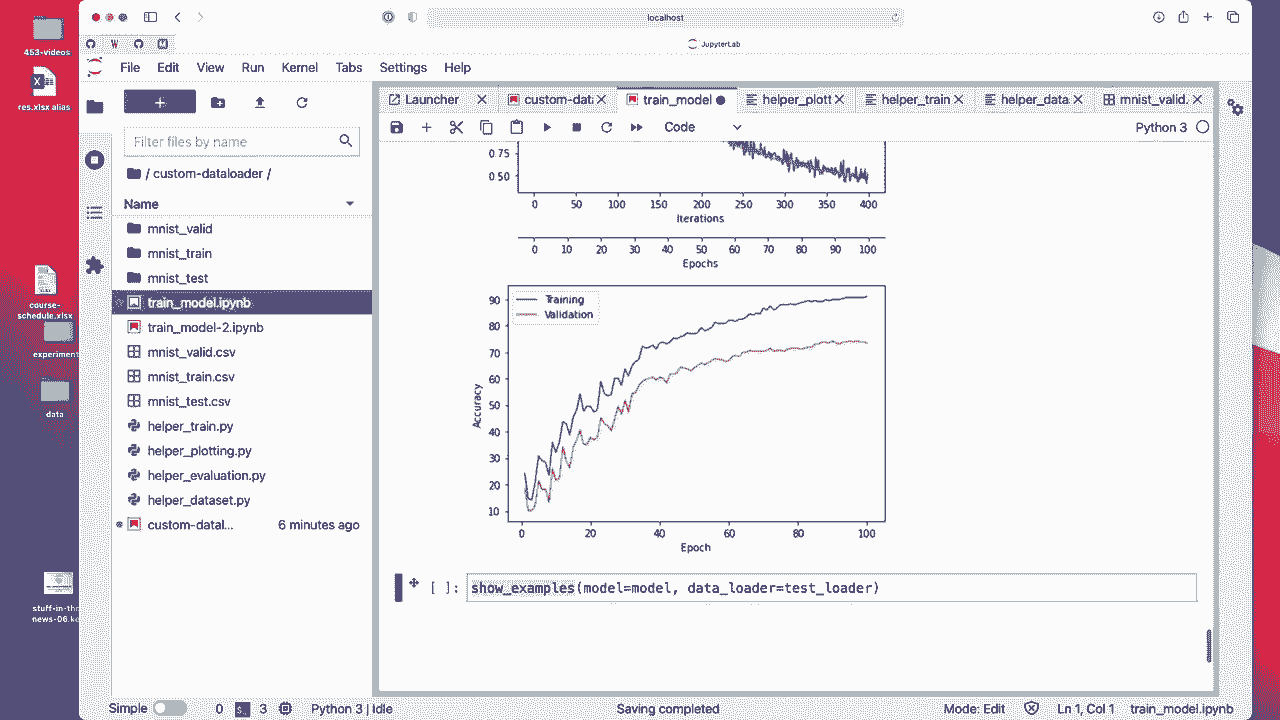 localhost
453-videos
W
M
JupyterLab
File Edit View Run Kernel Tabs Settings Help
res.xlsx alias
Launcher
custom-dat
train_model
helper_plott
helper_train
helper_data
mnist_valid.
Code
Python 3
Filter files by name
/ custom-dataloader /
Name
mnist_valid
mnist_train
mnist_test
train_model.ipynb
train_model-2.ipynb
mnist_valid.csv
mnist_train.csv
mnist_test.csv
helper_train.py
helper_plotting.py
helper_evaluation.py
helper_dataset.py
custom-datal... 6 minutes ago
course-
schedule.xlsx
experiment
data
stuff-in-the
news-06.k
0.75
0.50
0 50 100 150 200 250 300 350 400
Iterations
0 10 20 30 40 50 60 70 80 90 100
Epochs
Training
Validation
90
80
70
60
50
40
30
20
10
Accuracy
0 20 40 60 80 100
Epoch
[ ]: show_examples(model=model, data_loader=test_loader)
Simple 0 3 Python 3 | Idle Saving completed Mode: Edit Ln 1, Col 1 train_model.ipynb